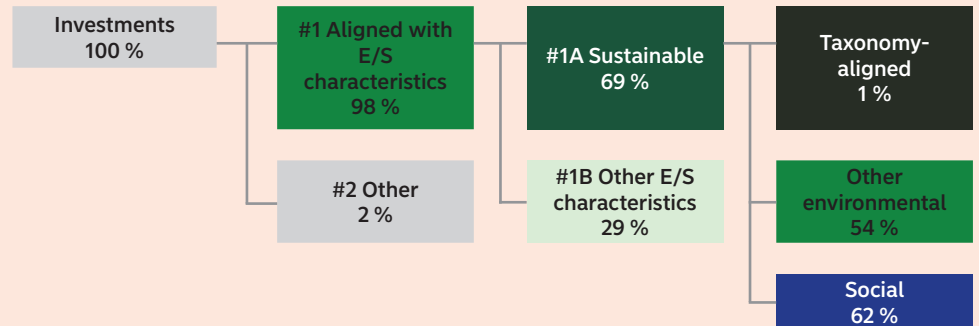 Investments
100 %
#1 Aligned with
E/S
characteristics
98 %
#1A Sustainable
69 %
Taxonomy-
aligned
1 %
#2 Other
2 %
#1B Other E/S
characteristics
29 %
Other
environmental
54 %
Social
62 %